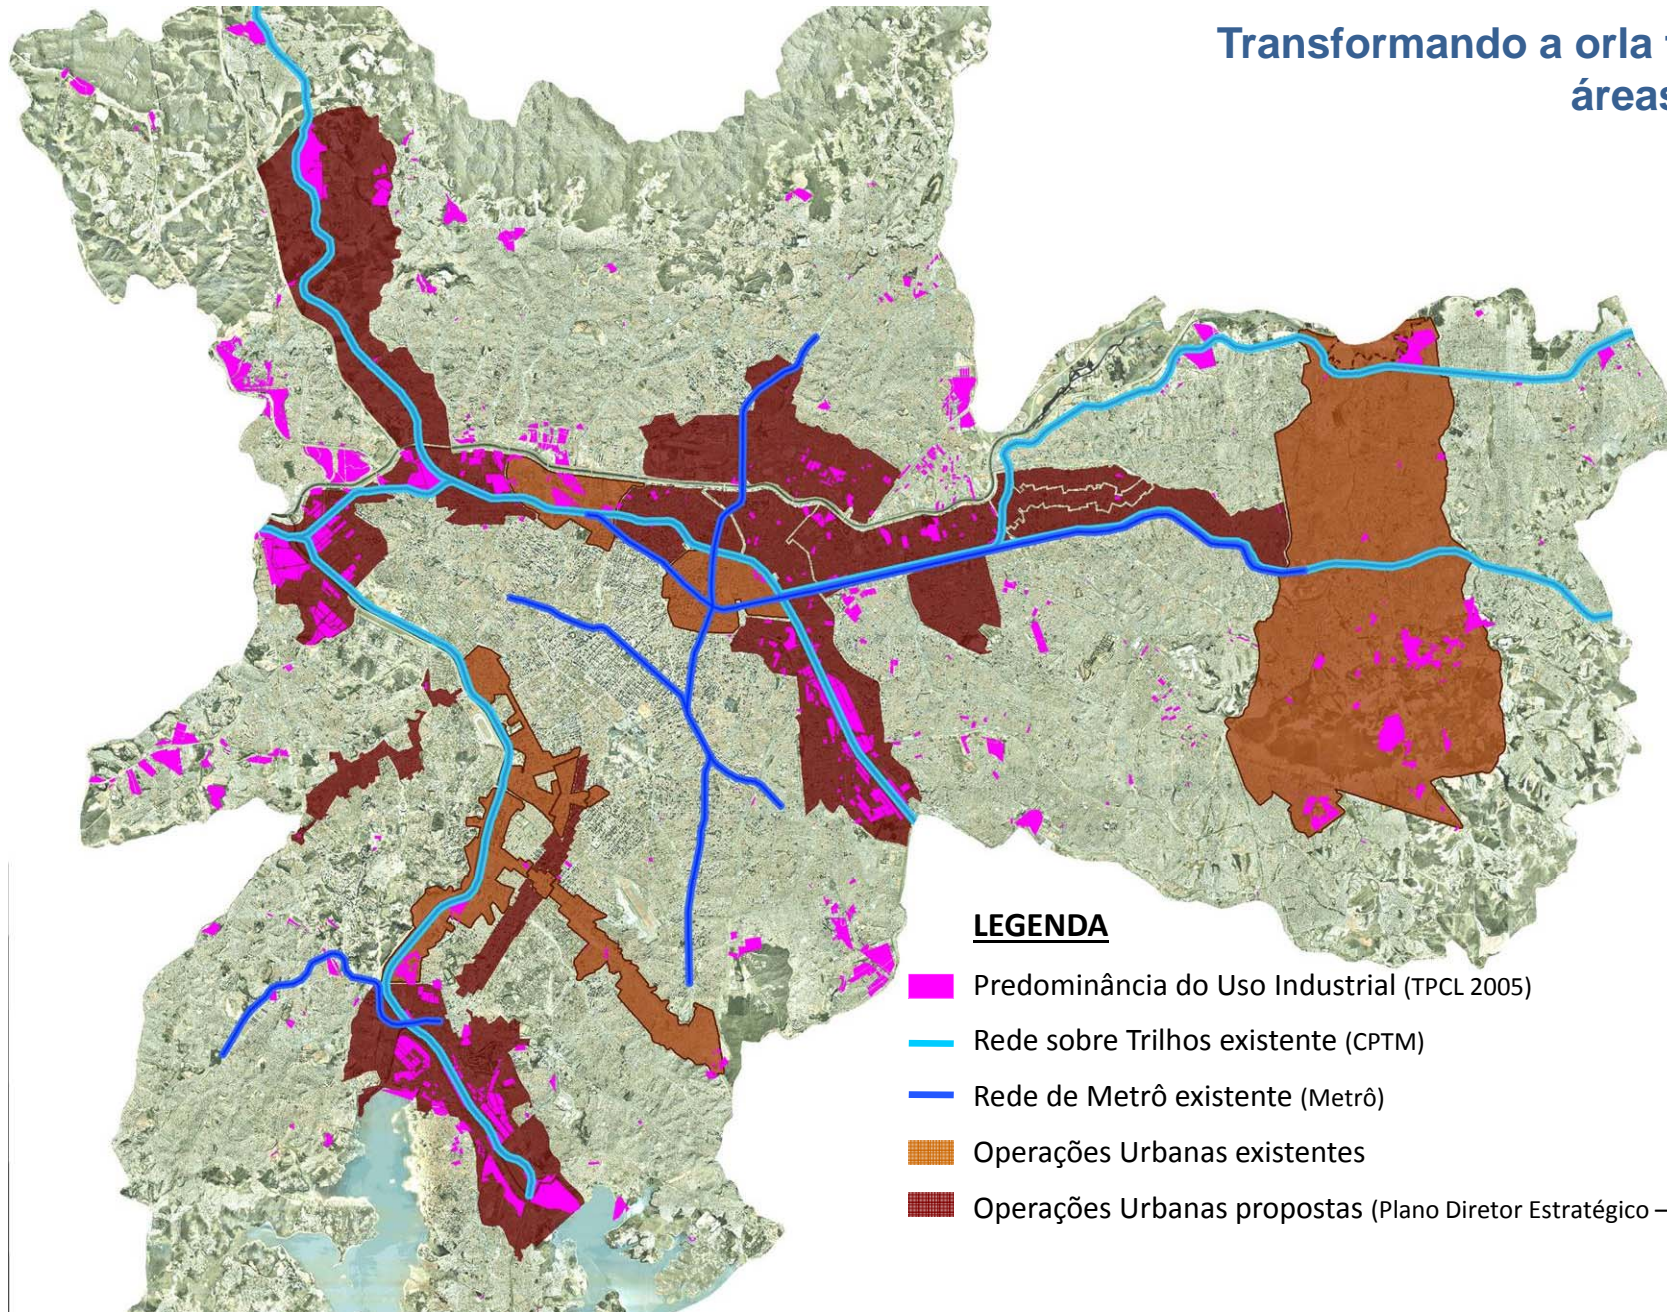 Transformando a orla
áreas
LEGENDA
Predominância do Uso Industrial (TPCL 2005)
Rede sobre Trilhos existente (CPTM)
Rede de Metrô existente (Metrô)
Operações Urbanas existentes
Operações Urbanas propostas (Plano Diretor Estratégico –